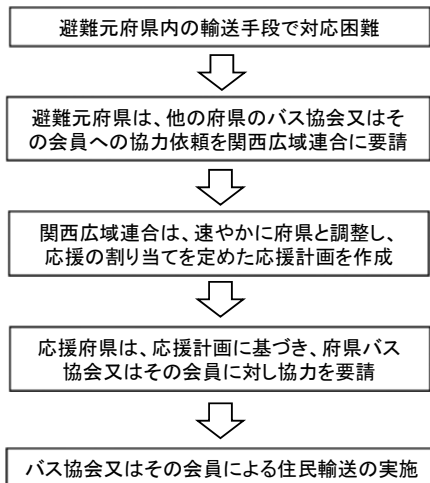 避難元府県内の輸送手段で対応困難
避難元府県は、他の府県のバス協会又はそ
の会員への協力依頼を関西広域連合に要請
関西広域連合は、速やかに府県と調整し、
応援の割り当てを定めた応援計画を作成
応援府県は、応援計画に基づき、府県バス
協会又はその会員に対し協力を要請
バス協会又はその会員による住民輸送の実施